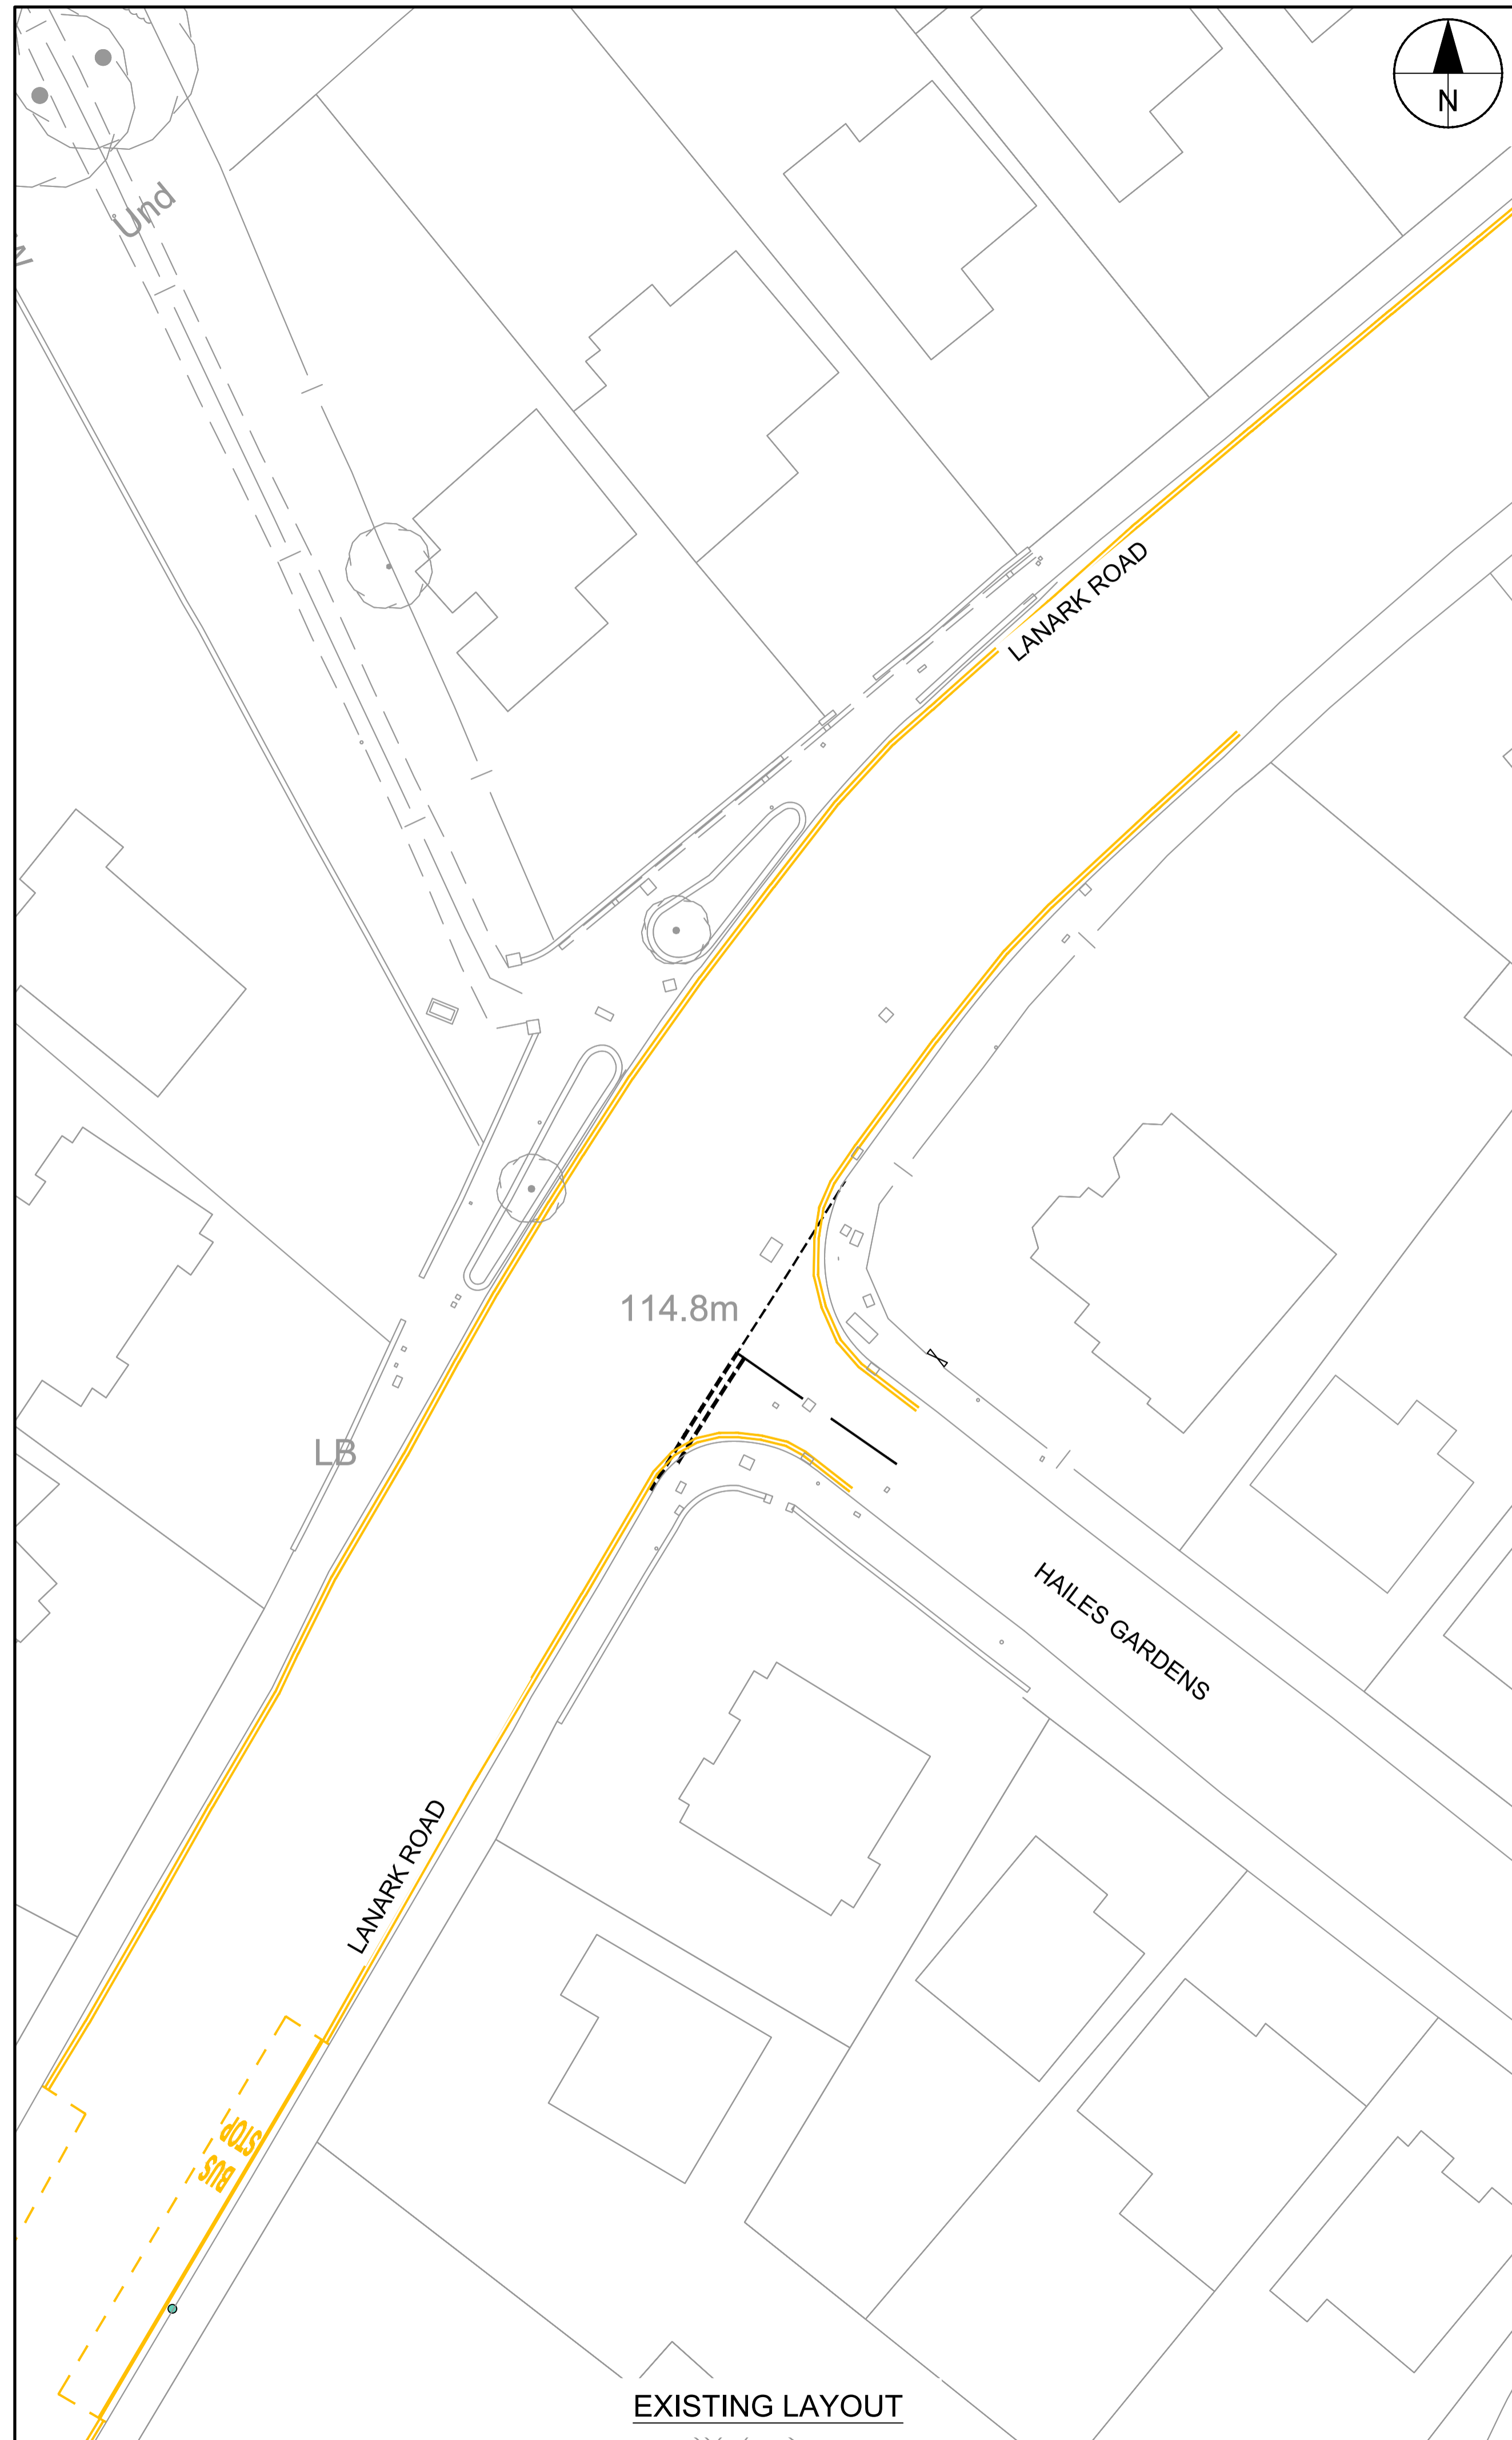 N
Und
LANARK ROAD
114.8m
LB
HAILES GARDENS
LANARK ROAD
BUS
STOP
EXISTING LAYOUT